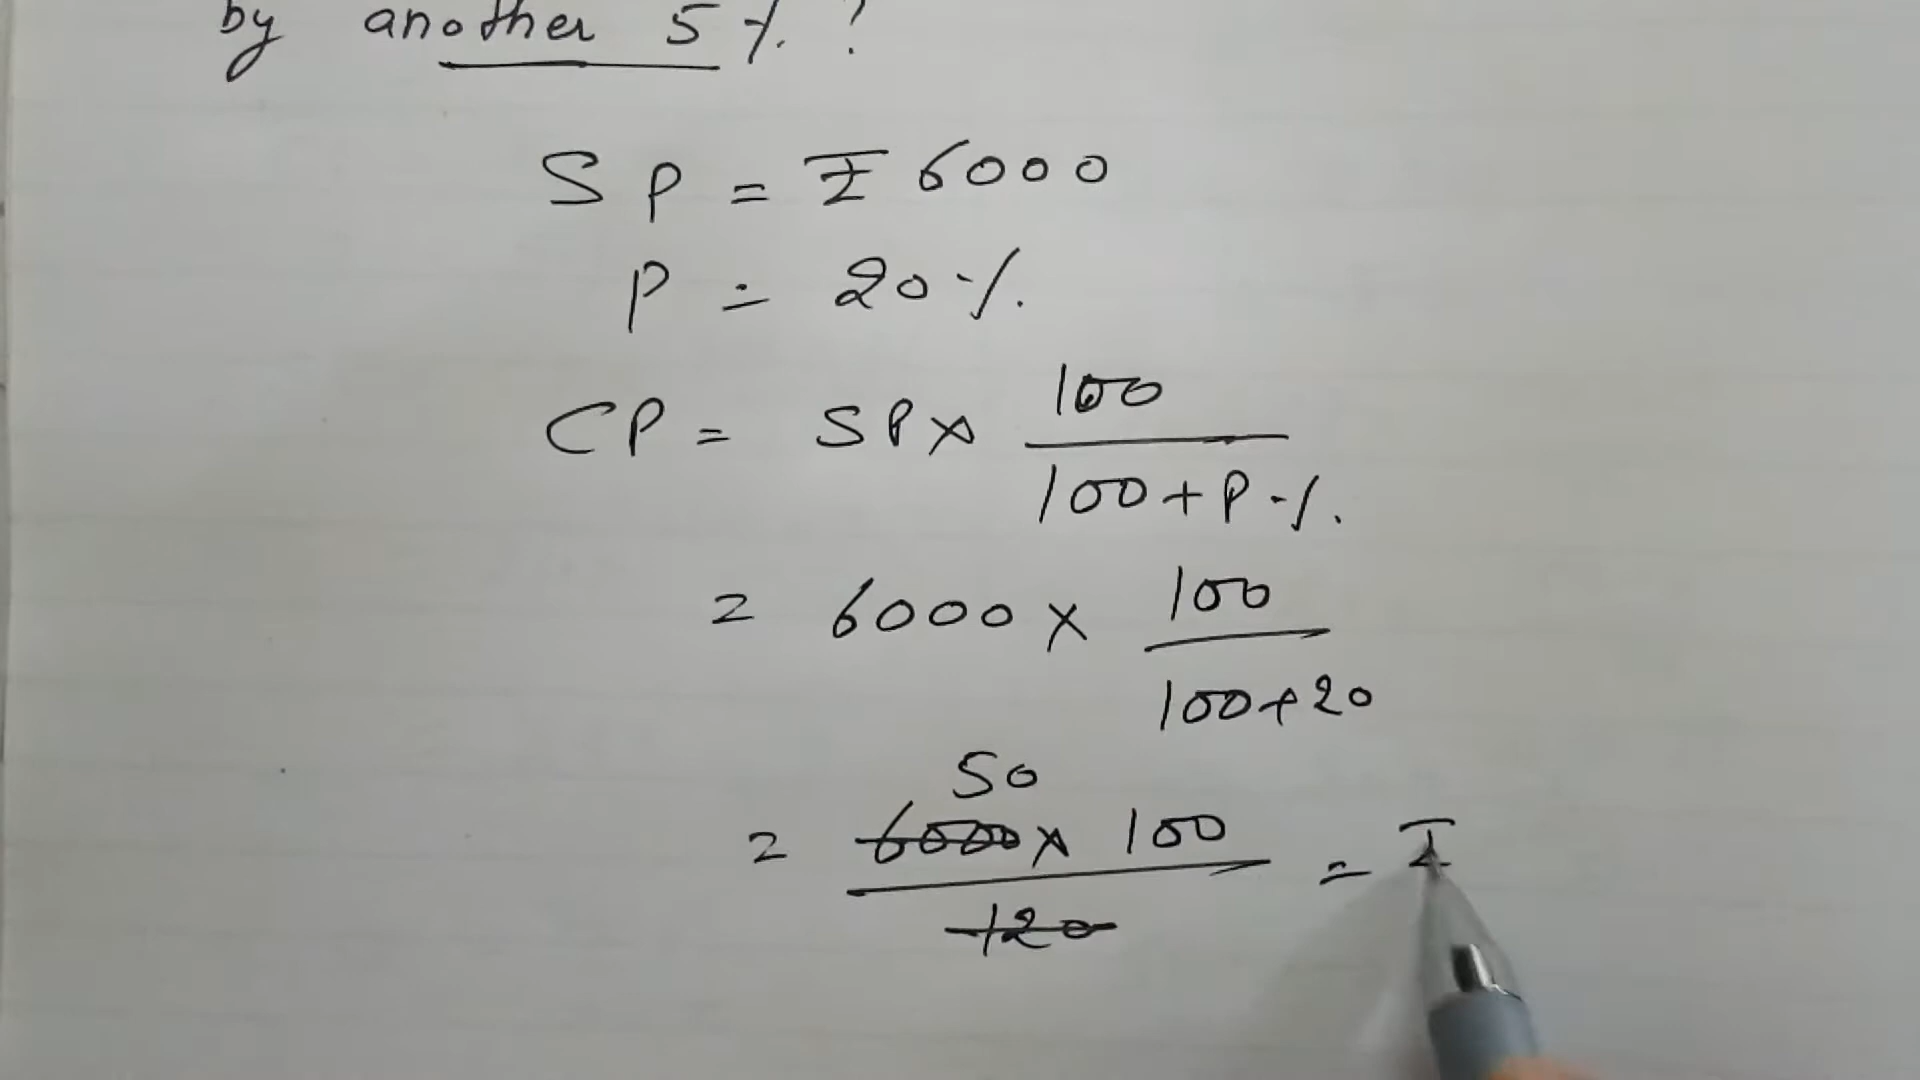 by another 5%. ?
SP = ₹ 6000
P = 20%.
CP = SP × 100 / 100 + P%.
= 6000 × 100 / 100 + 20
50
= 6000 × 100 / 120 = ₹